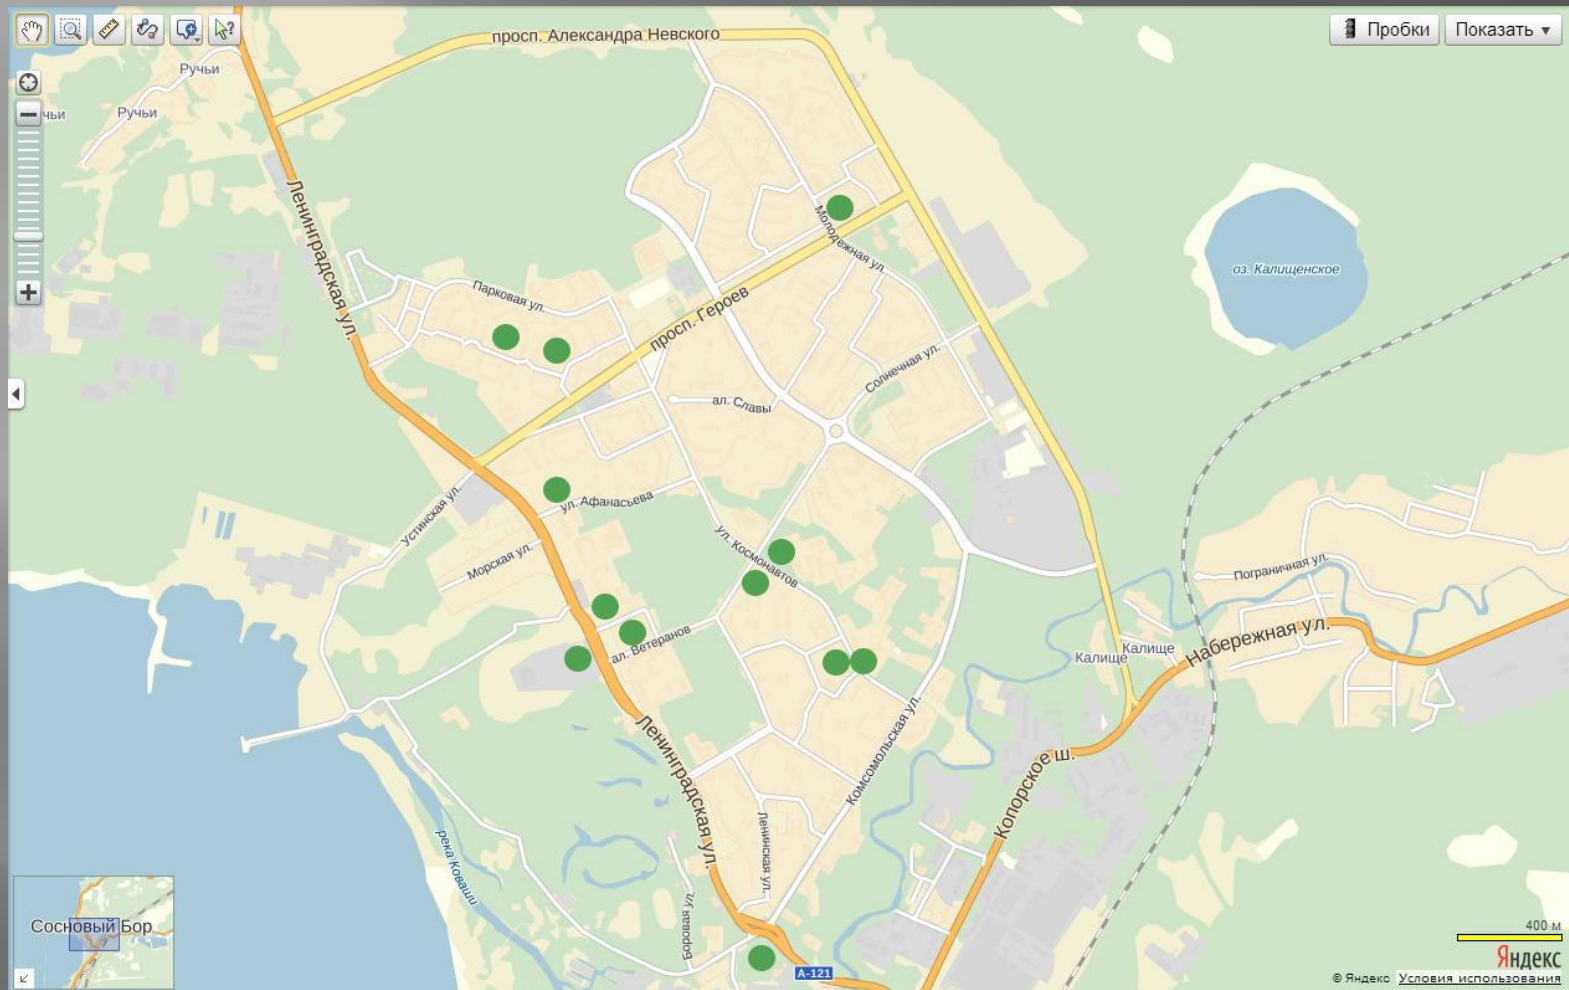 просп. Александра Невского
Пробки
Показать
Ручьи
Ручьи
чьи
Ленинградская ул.
Молодежная ул.
оз. Калищенское
Парковая ул.
просп. Героев
Солнечная ул.
ал. Славы
Устинская ул.
ул. Афанасьева
Морская ул.
ул. Космонавтов
Пограничная ул.
ал. Ветеранов
Набережная ул.
Калище
Калище
Ленинградская ул.
Комсомольская ул.
Копорское ш.
Ленинская ул.
река Коваши
Боровая ул.
Сосновый Бор
А-121
400 м
Яндекс
© Яндекс Условия использования